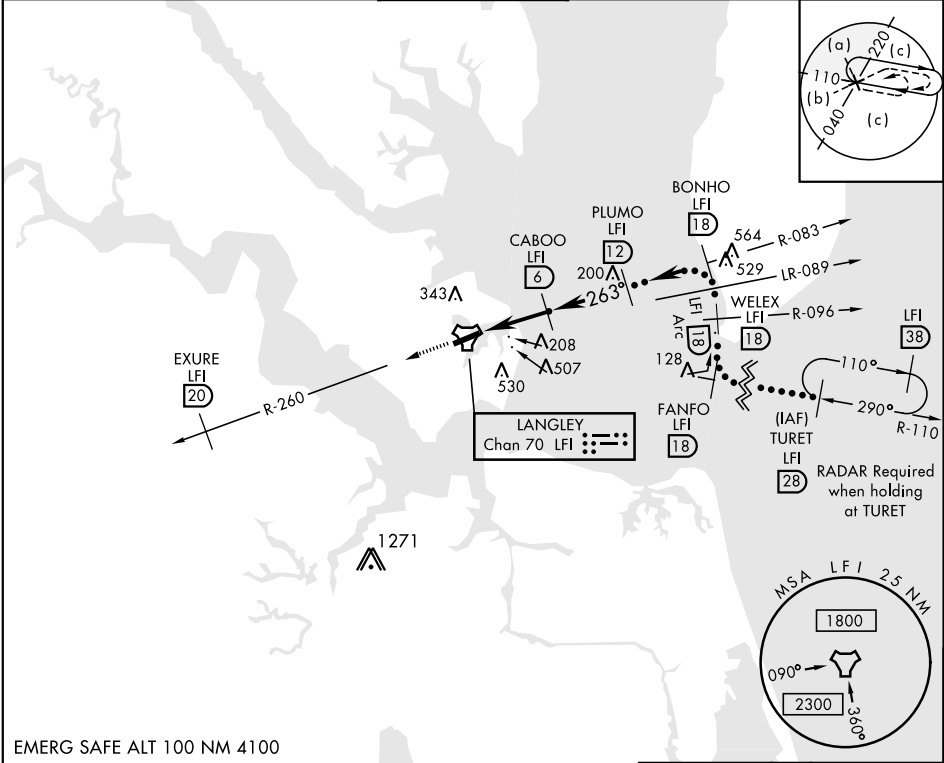 (a)
220
(c)
110
(b)
040
(c)
BONHO
LFI
18
PLUMO
LFI
12
CABOO
LFI
6
564
R-083
529
200
263°
LR-089
343
LFI
18
Arc
WELEX
LFI
18
R-096
LFI
38
208
507
530
128
110°
290°
R-110
EXURE
LFI
20
R-260
FANFO
LFI
18
(IAF)
TURET
LFI
28
RADAR Required
when holding
at TURET
LANGLEY
Chan 70 LFI
1271
MSA LFI 25 NM
1800
090°
2300
360°
EMERG SAFE ALT 100 NM 4100